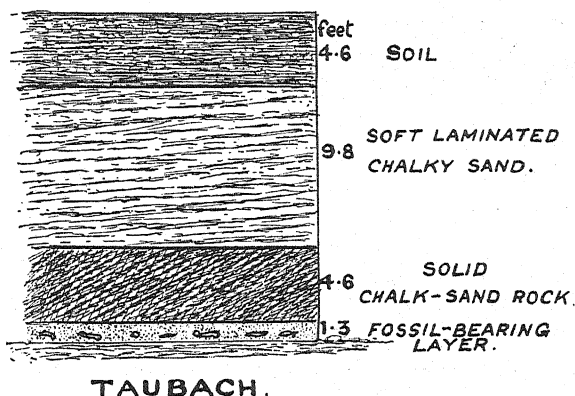 feet
4·6 SOIL
9·8 SOFT LAMINATED
CHALKY SAND.
4·6 SOLID
CHALK-SAND ROCK.
1·3 FOSSIL-BEARING
LAYER.
TAUBACH.